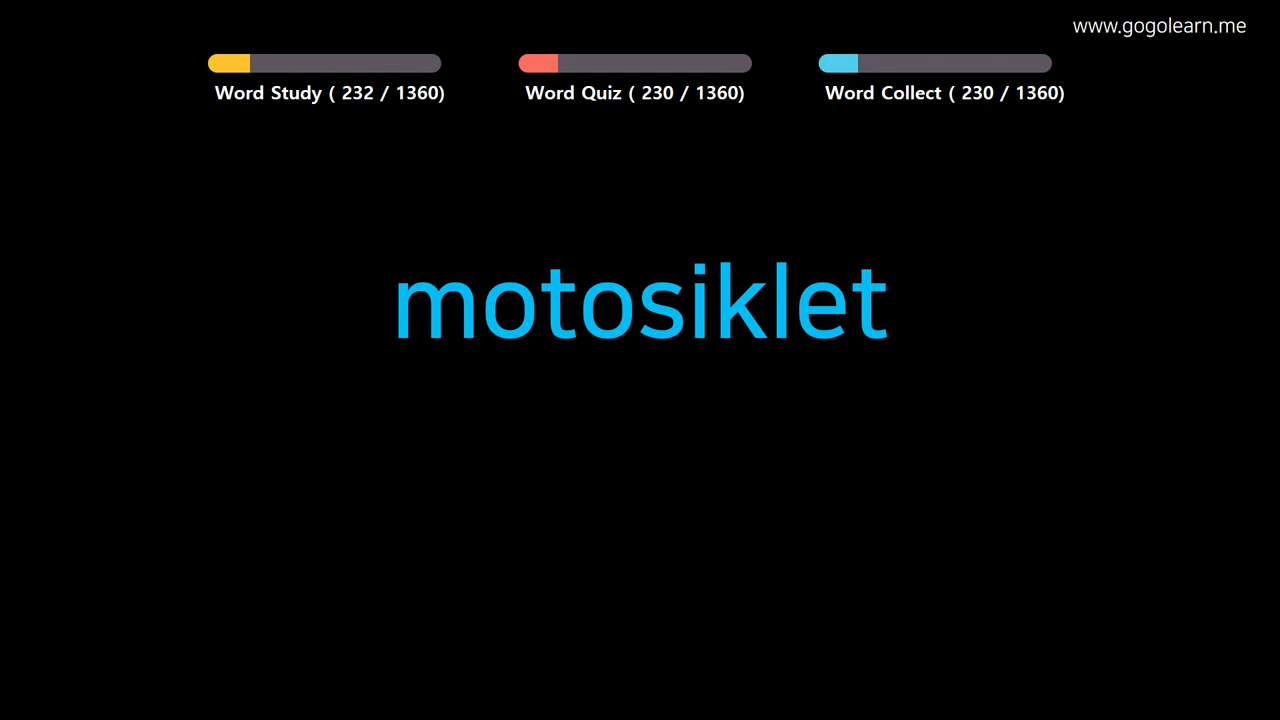 www.gogolearn.me
Word Study ( 232 / 1360)
Word Quiz ( 230 / 1360)
Word Collect ( 230 / 1360)
motosiklet